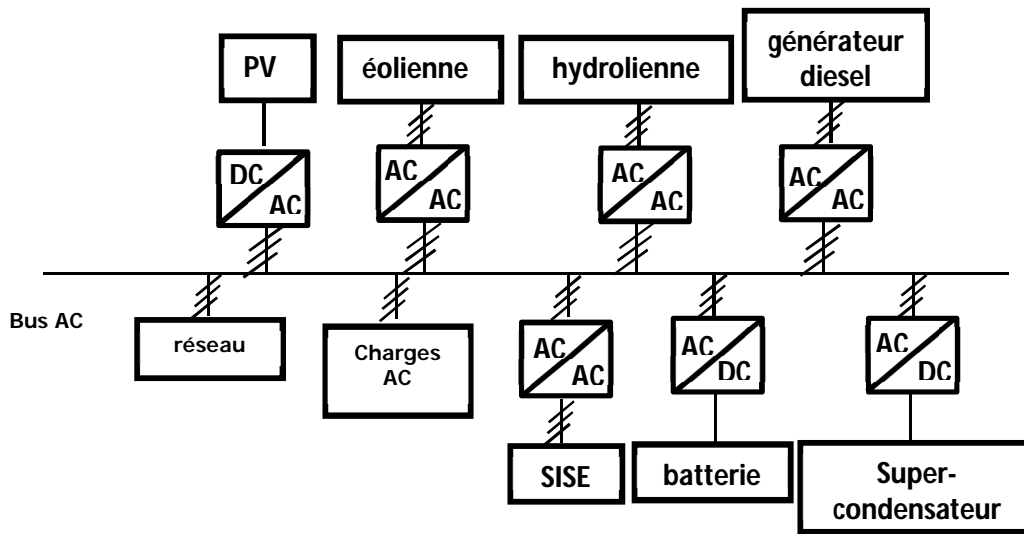 PV
éolienne
hydrolienne
générateur
diesel
DC
AC
AC
AC
AC
AC
AC
AC
Bus AC
réseau
Charges
AC
AC
AC
AC
DC
AC
DC
SISE
batterie
Super-
condensateur